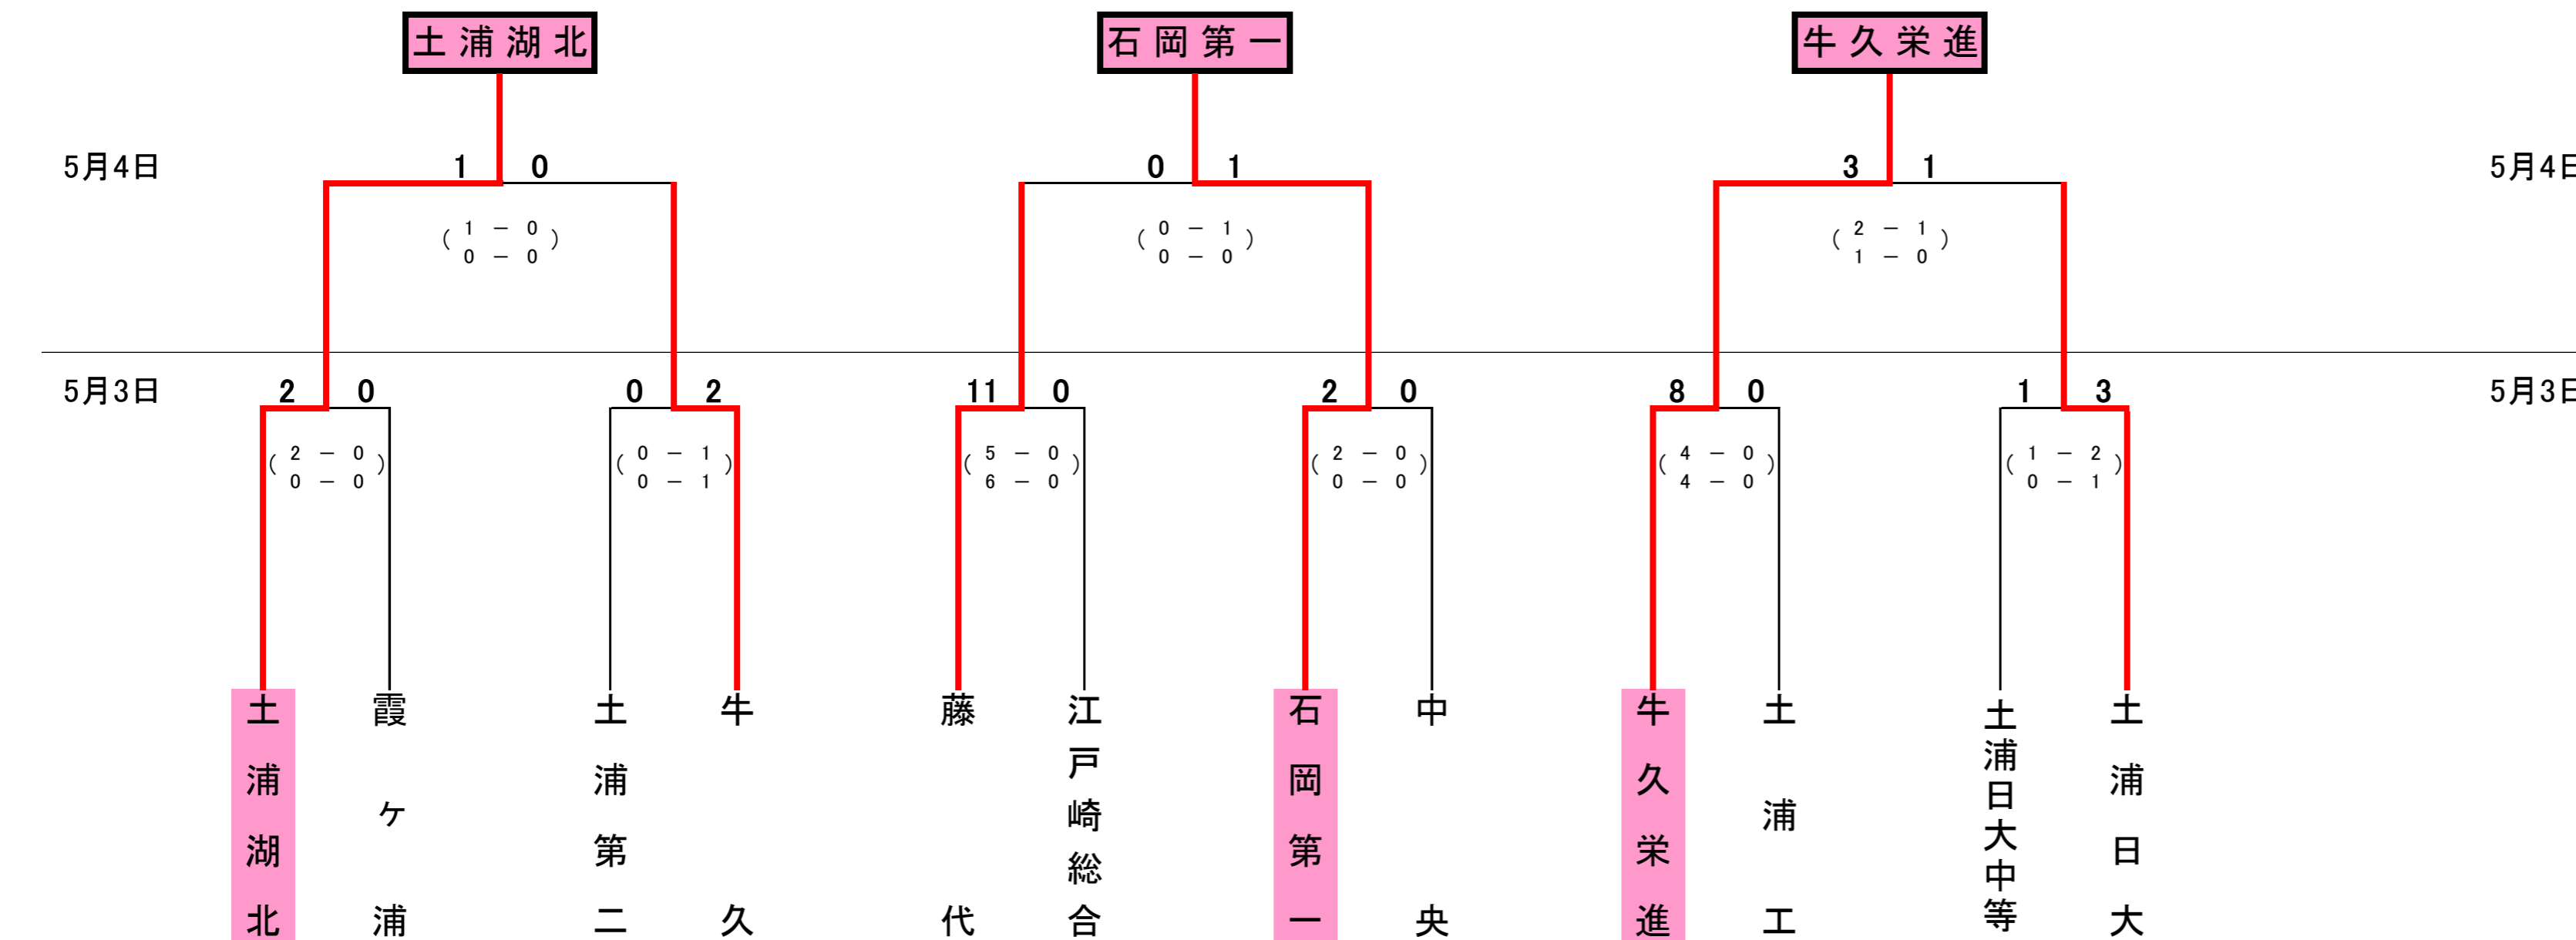 土浦湖北
石岡第一
牛久栄進
5月4日
1 0
0 1
3 1
5月4日
( 1 － 0 )
0 － 0
( 0 － 1 )
0 － 0
( 2 － 1 )
1 － 0
5月3日
2 0
0 2
11 0
2 0
8 0
1 3
5月3日
( 2 － 0 )
0 － 0
( 0 － 1 )
0 － 1
( 5 － 0 )
6 － 0
( 2 － 0 )
0 － 0
( 4 － 0 )
4 － 0
( 1 － 2 )
0 － 1
土浦湖北
霞ヶ浦
土浦第二
牛久
藤代
江戸崎総合
石岡第一
中央
牛久栄進
土浦工
土浦日大中等
土浦日大